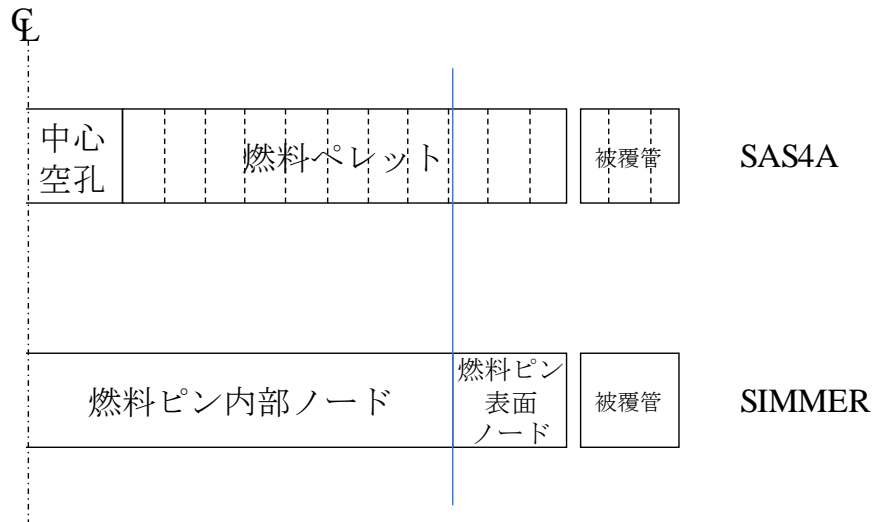 ℄
中心
空孔
燃料ペレット
被覆管
SAS4A
燃料ピン内部ノード
燃料ピン
表面
ノード
被覆管
SIMMER